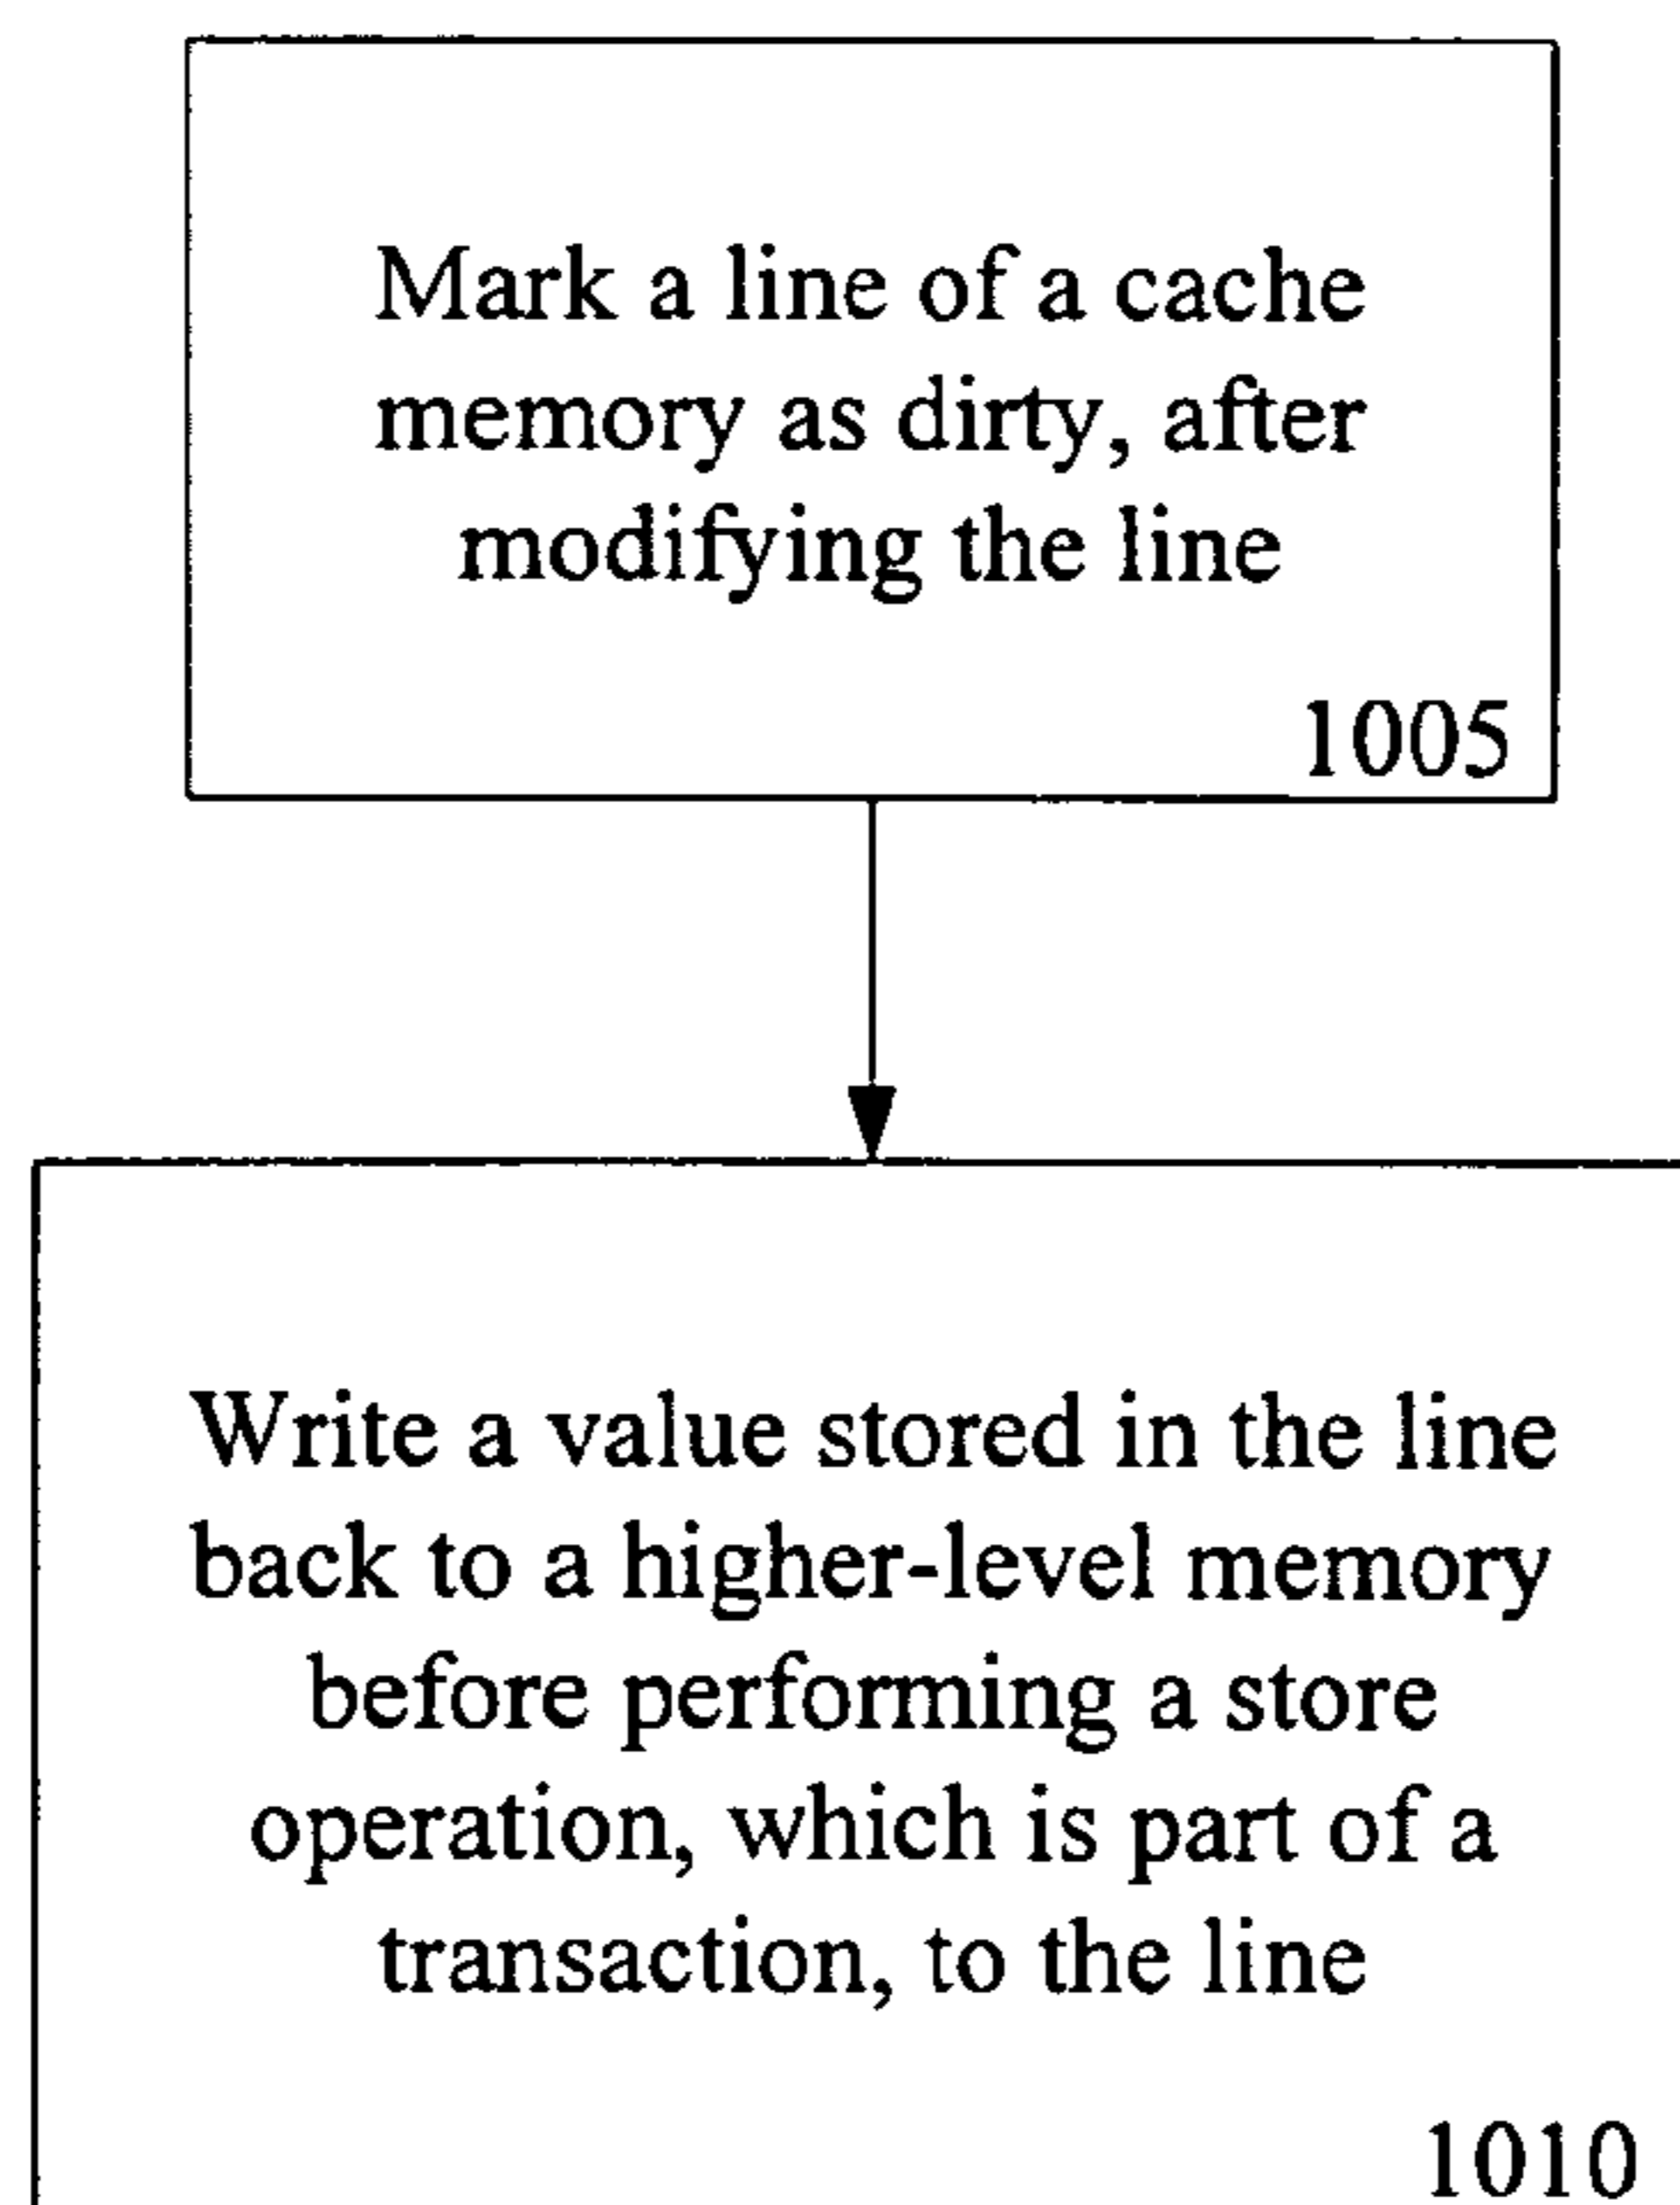 Mark a line of a cache
memory as dirty, after
modifying the line
1005
Write a value stored in the line
back to a higher-level memory
before performing a store
operation, which is part of a
transaction, to the line
1010